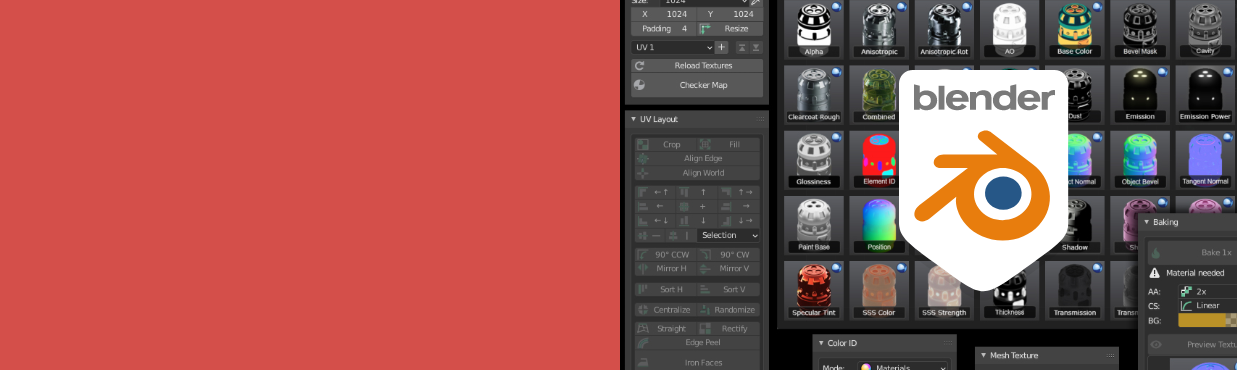 Size: 1024
X 1024 Y 1024
Padding 4 Resize
UV 1
Reload Textures
Checker Map
UV Layout
Crop Fill
Align Edge
Align World
Selection
90° CCW 90° CW
Mirror H Mirror V
Sort H Sort V
Centralize Randomize
Straight Rectify
Edge Peel
Iron Faces
Alpha Anisotropic Anisotropic Rot AO Base Color Bevel Mask Cavity
Clearcoat Rough Combined Dust Emission Emission Power
blender
Glossiness Element ID ct Normal Object Bevel Tangent Normal
Paint Base Position Shadow
Specular Tint SSS Color SSS Strength Thickness Transmission Transm
Baking
Bake 1x
Material needed
AA: 2x
CS: Linear
BG:
Preview Textu
Color ID
Mode: Materials
Mesh Texture